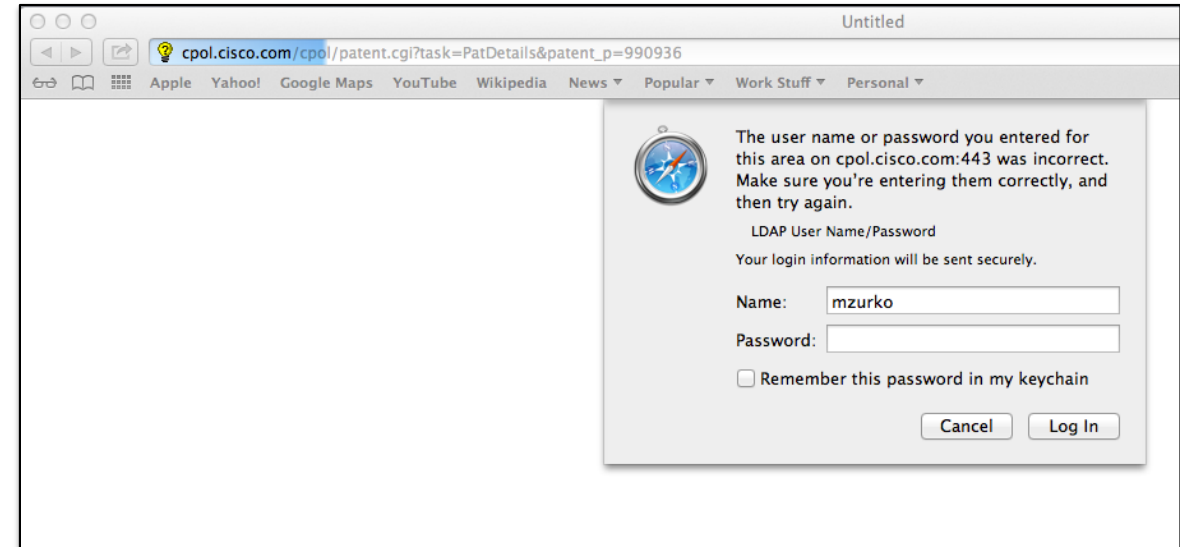 Untitled
cpol.cisco.com/cpol/patent.cgi?task=PatDetails&patent_p=990936
Apple Yahoo! Google Maps YouTube Wikipedia News ▼ Popular ▼ Work Stuff ▼ Personal ▼
The user name or password you entered for
this area on cpol.cisco.com:443 was incorrect.
Make sure you're entering them correctly, and
then try again.
LDAP User Name/Password
Your login information will be sent securely.
Name: mzurko
Password:
Remember this password in my keychain
Cancel Log In